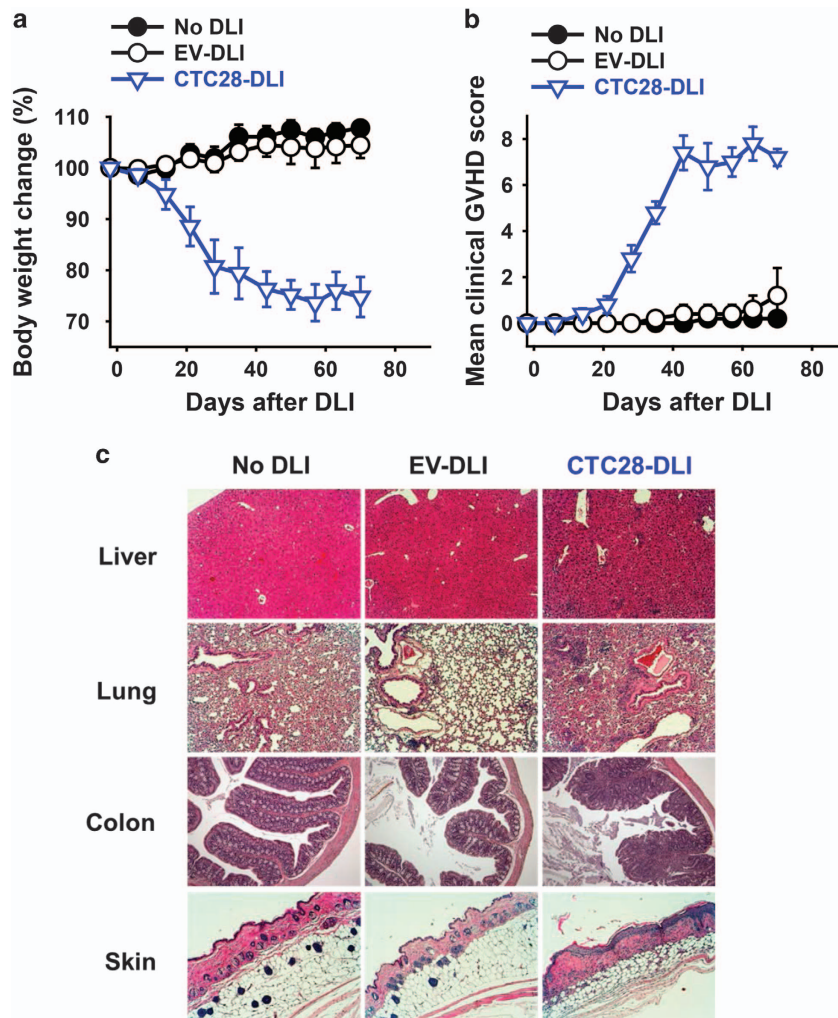 a
No DLI
EV-DLI
CTC28-DLI
Body weight change (%)
110
100
90
80
70
0 20 40 60 80
Days after DLI
b
No DLI
EV-DLI
CTC28-DLI
Mean clinical GVHD score
8
6
4
2
0
0 20 40 60 80
Days after DLI
c
No DLI EV-DLI CTC28-DLI
Liver
Lung
Colon
Skin